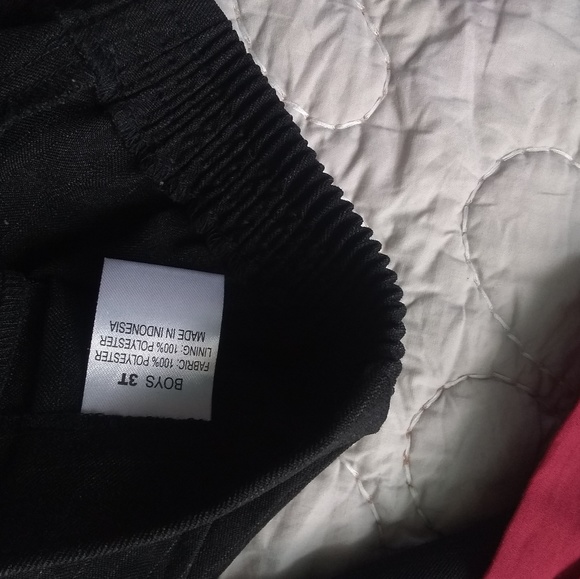 BOYS 3T
FABRIC: 100% POLYESTER
LINING: 100% POLYESTER
MADE IN INDONESIA